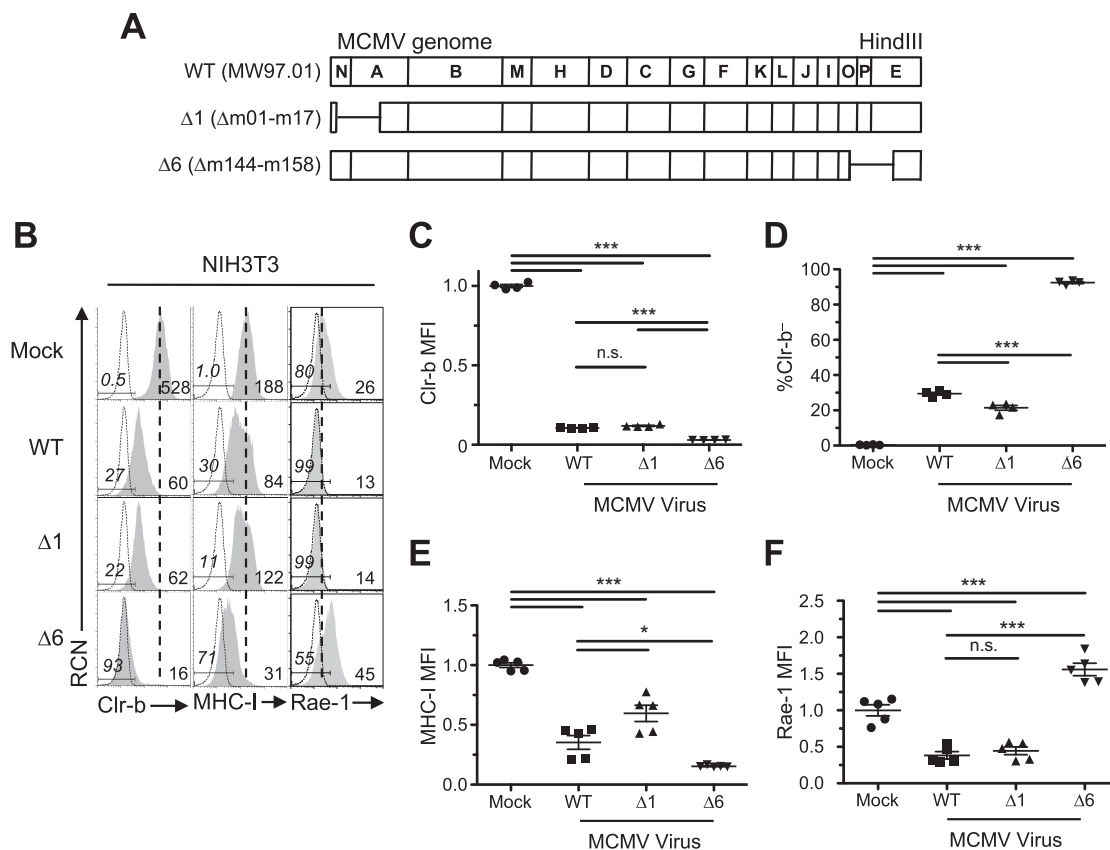 A
MCMV genome HindIII
WT (MW97.01) N A B M H D C G F K L J I O P E
Δ1 (Δm01-m17)
Δ6 (Δm144-m158)
B
NIH3T3
Mock 0.5 528 1.0 188 80 26
WT 27 60 30 84 99 13
Δ1 22 62 11 122 99 14
Δ6 93 16 71 31 55 45
RCN
Clr-b MHC-I Rae-1
C
***
***
n.s.
Clr-b MFI
1.0
0.5
0
Mock WT Δ1 Δ6
MCMV Virus
D
***
***
%Clr-b–
100
80
60
40
20
0
Mock WT Δ1 Δ6
MCMV Virus
E
***
*
MHC-I MFI
1.5
1.0
0.5
0.0
Mock WT Δ1 Δ6
MCMV Virus
F
***
***
n.s.
Rae-1 MFI
2.5
2.0
1.5
1.0
0.5
0.0
Mock WT Δ1 Δ6
MCMV Virus